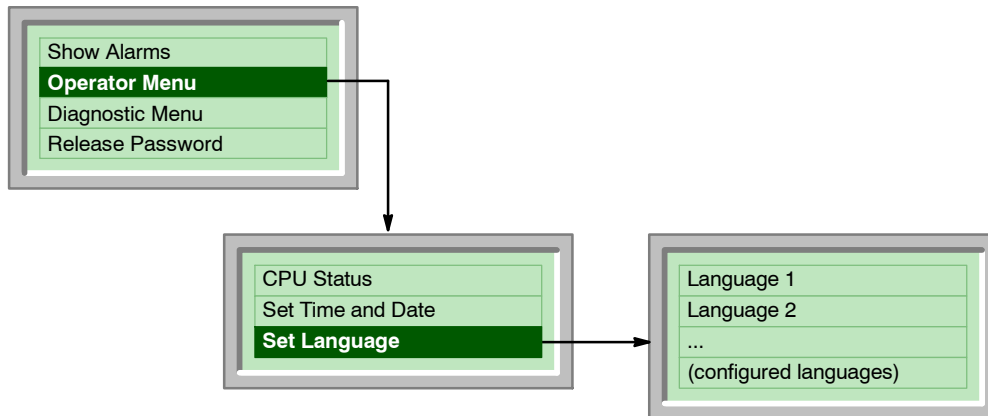 Show Alarms
Operator Menu
Diagnostic Menu
Release Password
CPU Status
Set Time and Date
Set Language
Language 1
Language 2
...
(configured languages)